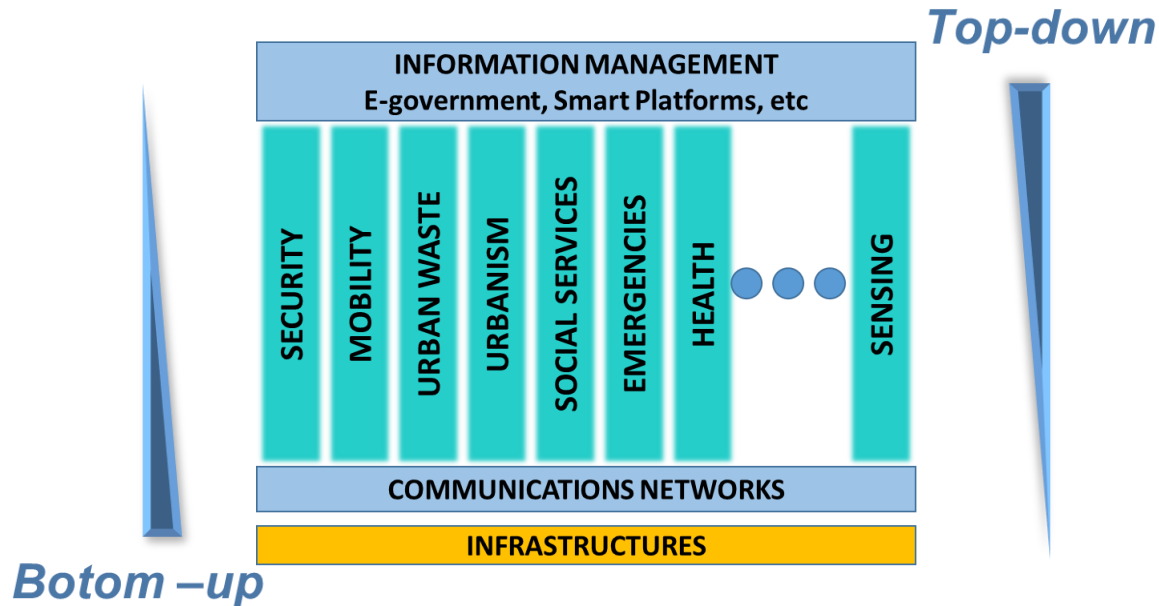 Top-down
INFORMATION MANAGEMENT
E-government, Smart Platforms, etc
SECURITY
MOBILITY
URBAN WASTE
URBANISM
SOCIAL SERVICES
EMERGENCIES
HEALTH
SENSING
COMMUNICATIONS NETWORKS
INFRASTRUCTURES
Botom –up